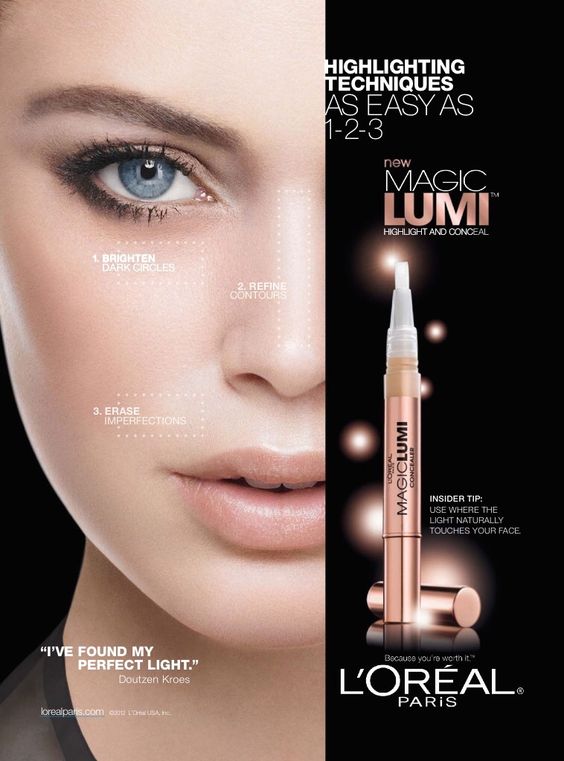 HIGHLIGHTING
TECHNIQUES
AS EASY AS
1-2-3
new
MAGIC
LUMI™
HIGHLIGHT AND CONCEAL
1. BRIGHTEN
DARK CIRCLES
2. REFINE
CONTOURS
3. ERASE
IMPERFECTIONS
L'ORÉAL
PARIS
MAGICLUMI
CONCEALER
INSIDER TIP:
USE WHERE THE
LIGHT NATURALLY
TOUCHES YOUR FACE.
"I'VE FOUND MY
PERFECT LIGHT."
Doutzen Kroes
lorealparis.com ©2012 L'Oréal USA, Inc.
Because you're worth it.™
L'ORÉAL®
PARiS